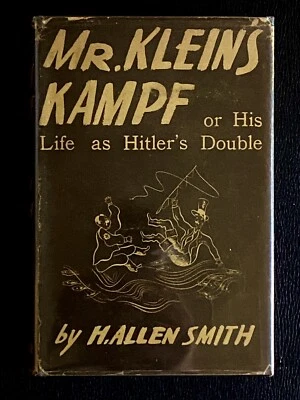 MR. KLEINS
KAMPF or His
Life as Hitler's Double
by H. ALLEN SMITH